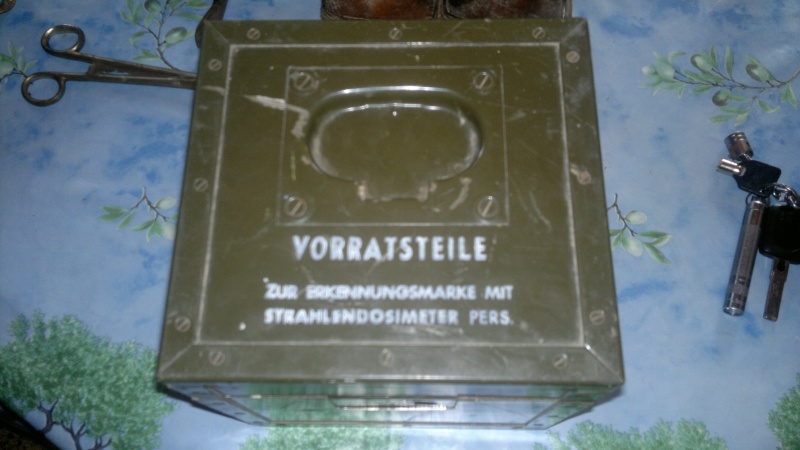 VORRATSTEILE
ZUR ERKENNUNGSMARKE MIT
STRAHLENDOSIMETER PERS.